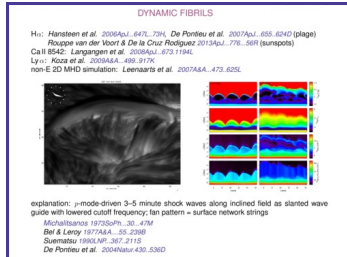 DYNAMIC FIBRILS
Hα: Hansteen et al. 2006ApJ...647L..73H, De Pontieu et al. 2007ApJ...655..624D (plage)
Rouppe van der Voort & De la Cruz Rodiguez 2013ApJ...776...56R (sunspots)
Ca II 8542: Langangen et al. 2008ApJ...673.1194L
Ly α: Koza et al. 2009A&A...499..917K
non-E 2D MHD simulation: Leenaarts et al. 2007A&A...473..625L
explanation: p-mode-driven 3–5 minute shock waves along inclined field as slanted wave
guide with lowered cutoff frequency; fan pattern = surface network strings
Michalitsanos 1973SoPh...30...47M
Bel & Leroy 1977A&A....55..239B
Suematsu 1990LNP...367..211S
De Pontieu et al. 2004Natur.430..536D